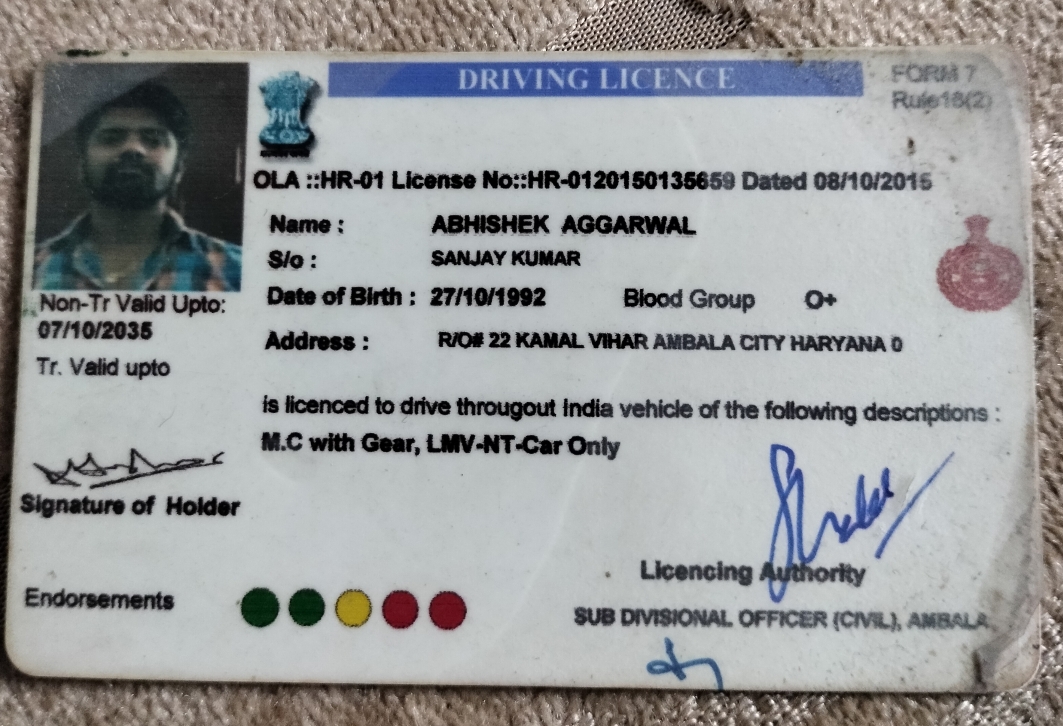 DRIVING LICENCE
FORM 7
Rule16(2)
OLA ::HR-01 License No::HR-0120150135659 Dated 08/10/2015
Name : ABHISHEK AGGARWAL
S/o : SANJAY KUMAR
Date of Birth : 27/10/1992 Blood Group O+
Address : R/O# 22 KAMAL VIHAR AMBALA CITY HARYANA 0
Non-Tr Valid Upto:
07/10/2035
Tr. Valid upto
is licenced to drive througout India vehicle of the following descriptions :
M.C with Gear, LMV-NT-Car Only
Signature of Holder
Licencing Authority
Endorsements
SUB DIVISIONAL OFFICER (CIVIL), AMBALA